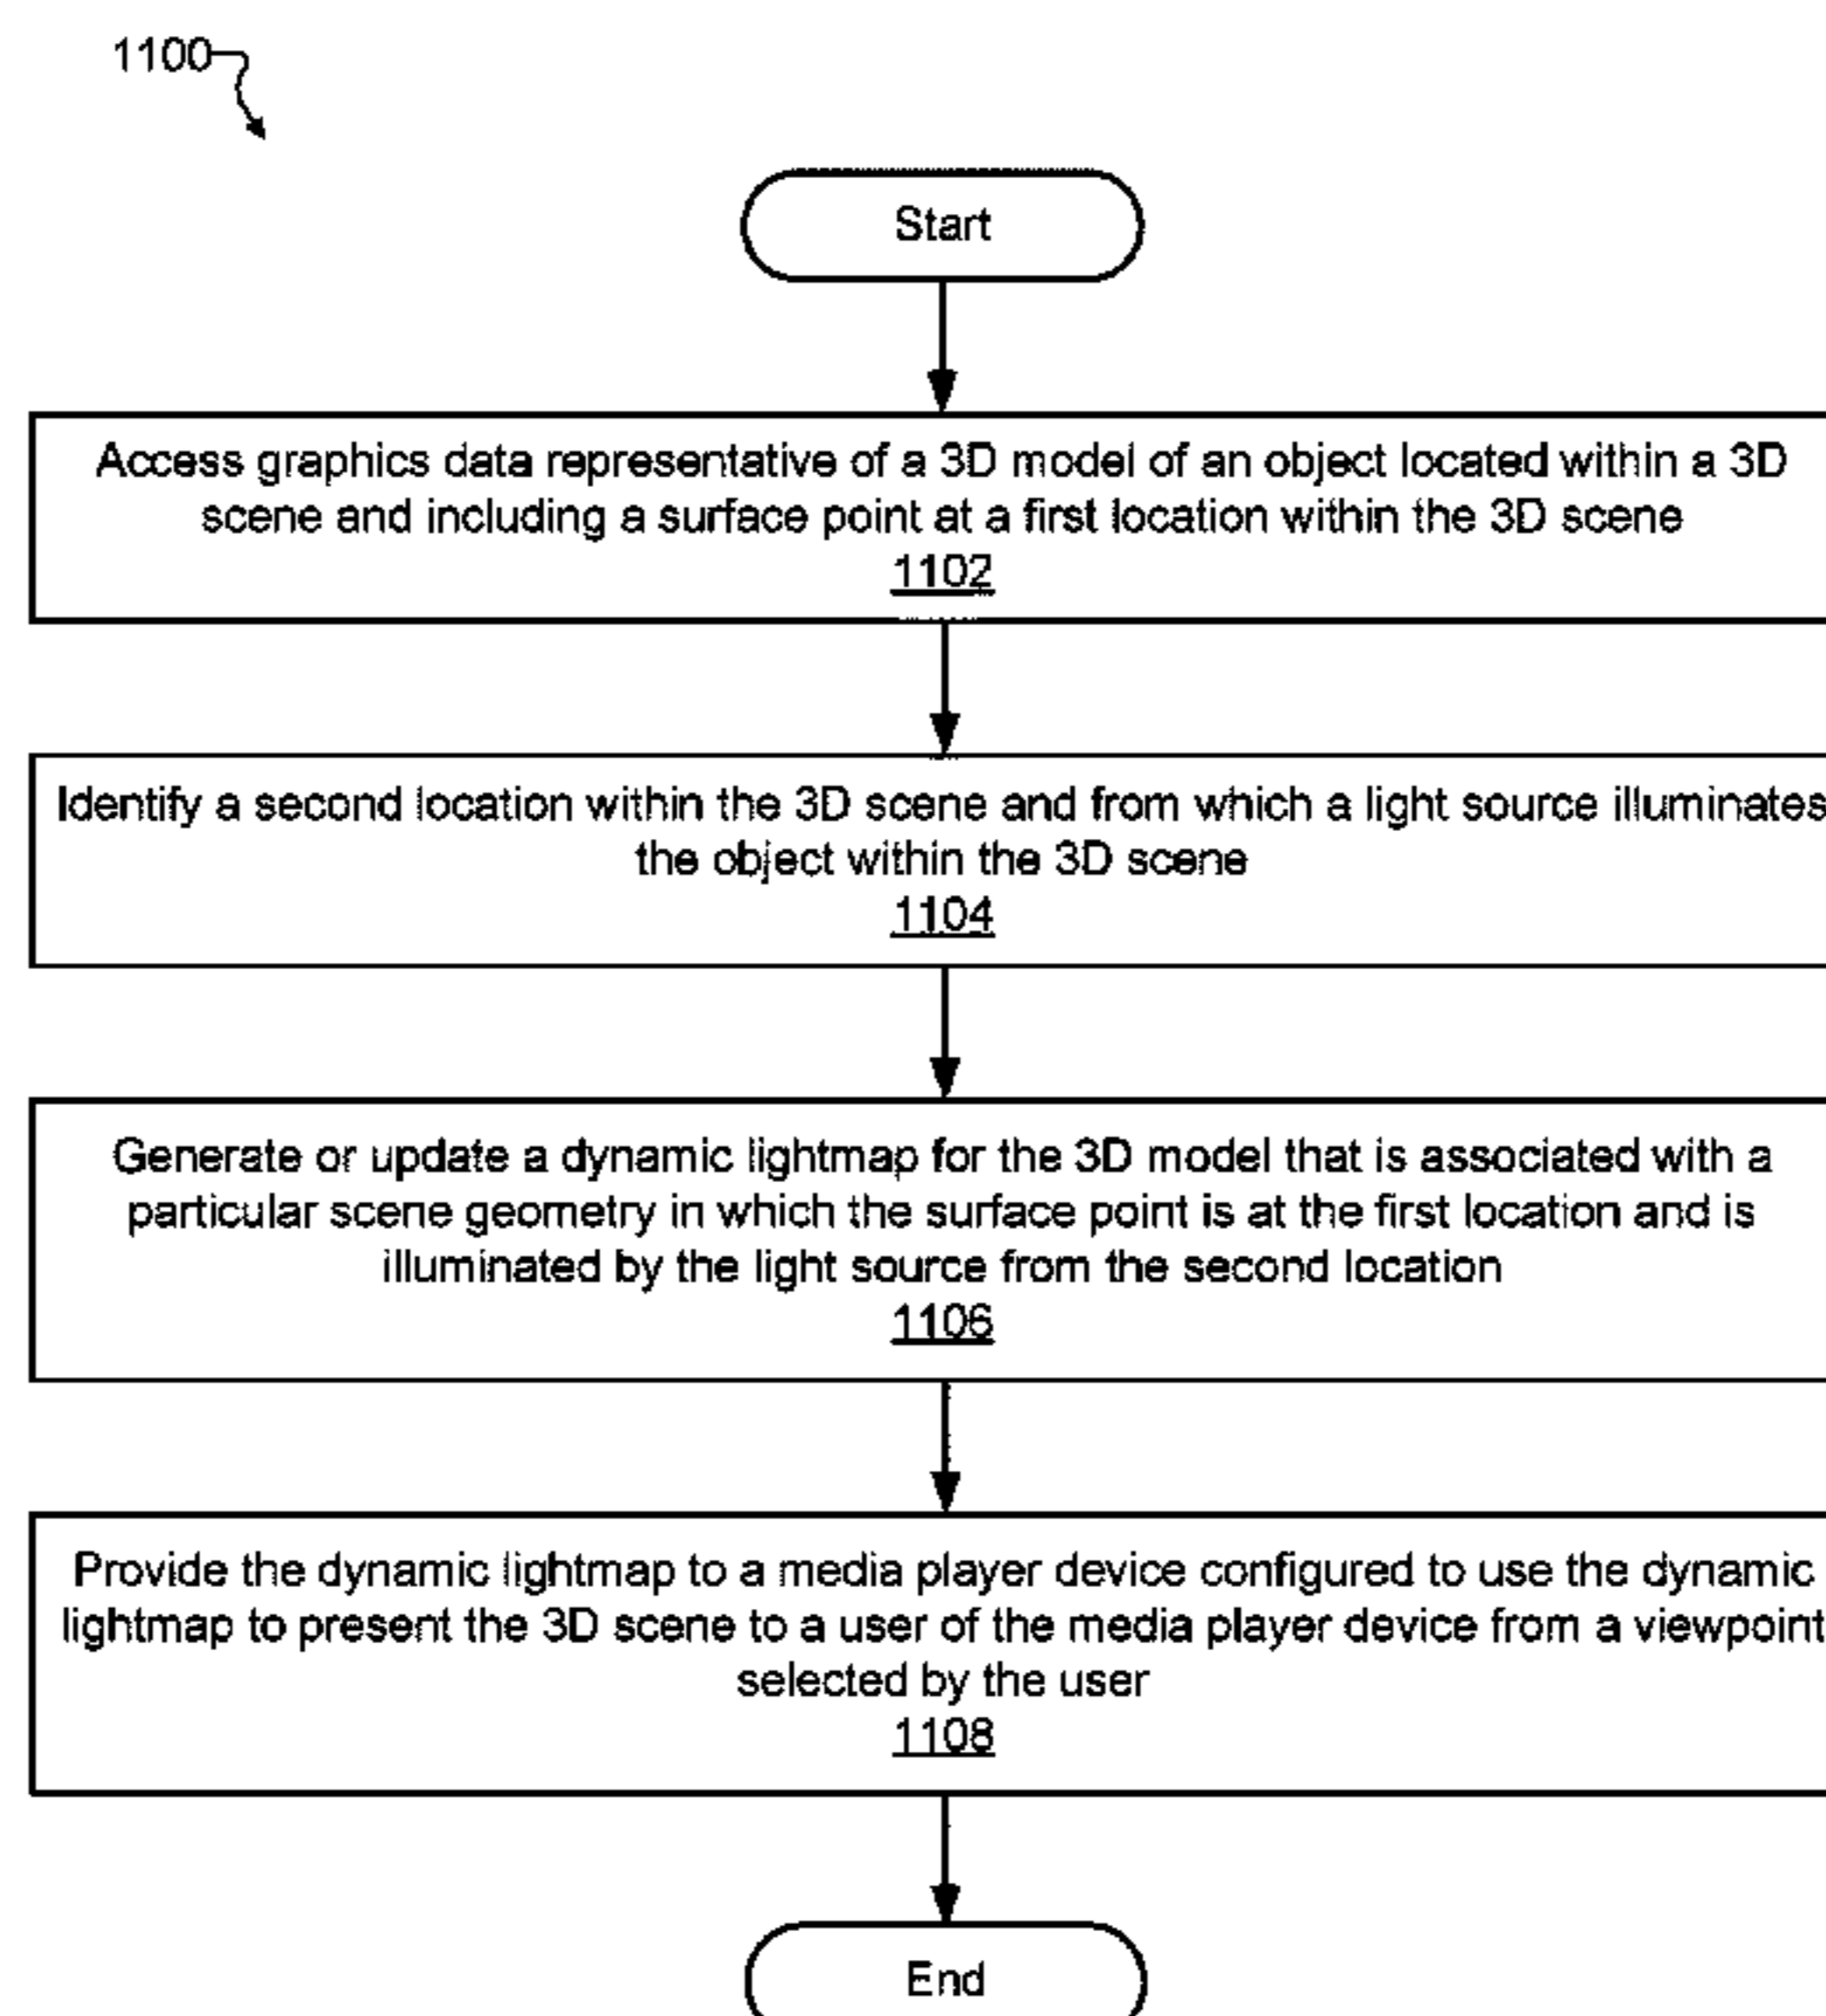 1100
Start
Access graphics data representative of a 3D model of an object located within a 3D
scene and including a surface point at a first location within the 3D scene
1102
Identify a second location within the 3D scene and from which a light source illuminates
the object within the 3D scene
1104
Generate or update a dynamic lightmap for the 3D model that is associated with a
particular scene geometry in which the surface point is at the first location and is
illuminated by the light source from the second location
1106
Provide the dynamic lightmap to a media player device configured to use the dynamic
lightmap to present the 3D scene to a user of the media player device from a viewpoint
selected by the user
1108
End